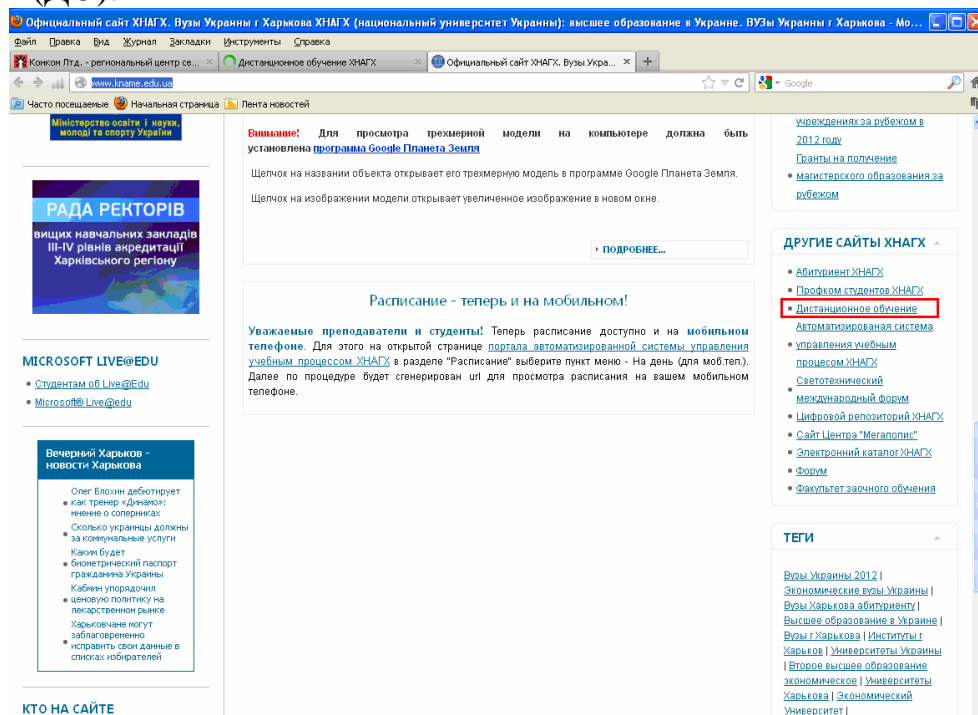 (ДО).
Официальный сайт ХНАГХ. Вузы Украины г Харькова ХНАГХ (национальный университет Украины): высшее образование в Украине. ВУЗы Украины г Харькова - Mo...
Файл Правка Вид Журнал Закладки Инструменты Справка
Конкон Лтд. - региональный центр се...
Дистанционное обучение ХНАГХ
Официальный сайт ХНАГХ. Вузы Укра...
www.kname.edu.ua
Google
Часто посещаемые Начальная страница Лента новостей
Міністерство освіти і науки,
молоді та спорту України
РАДА РЕКТОРІВ
вищих навчальних закладів
III-IV рівнів акредитації
Харківського регіону
MICROSOFT LIVE@EDU
Студентам об Live@Edu
Microsoft® Live@edu
Вечерний Харьков -
новости Харькова
Олег Блохин дебютирует
как тренер «Динамо»:
мнение о соперниках
Сколько украинцы должны
за коммунальные услуги
Каким будет
биометрический паспорт
гражданина Украины
Кабмин упорядочил
ценовую политику на
лекарственном рынке
Харьковчане могут
заблаговременно
исправить свои данные в
списках избирателей
КТО НА САЙТЕ
Внимание! Для просмотра трехмерной модели на компьютере должна быть
установлена программа Google Планета Земля
Щелчок на названии объекта открывает его трехмерную модель в программе Google Планета Земля.
Щелчок на изображении модели открывает увеличенное изображение в новом окне.
ПОДРОБНЕЕ...
Расписание - теперь и на мобильном!
Уважаемые преподаватели и студенты! Теперь расписание доступно и на мобильном
телефоне. Для этого на открытой странице портала автоматизированной системы управления
учебным процессом ХНАГХ в разделе "Расписание" выберите пункт меню - На день (для моб.тел.).
Далее по процедуре будет сгенерирован url для просмотра расписания на вашем мобильном
телефоне.
учреждениях за рубежом в
2012 году
Гранты на получение
магистерского образования за
рубежом
ДРУГИЕ САЙТЫ ХНАГХ
Абитуриент ХНАГХ
Профком студентов ХНАГХ
Дистанционное обучение
Автоматизированая система
управления учебным
процесом ХНАГХ
Светотехнический
международный форум
Цифровой репозиторий ХНАГХ
Сайт Центра "Мегаполис"
Электронний каталог ХНАГХ
Форум
Факультет заочного обучения
ТЕГИ
Вузы Украины 2012 |
Экономические вузы Украины |
Вузы Харькова абитуриенту |
Высшее образование в Украине |
Вузы г Харькова | Институты г
Харьков | Университеты Украины
| Второе высшее образование
экономическое | Университеты
Харькова | Экономический
Университет |